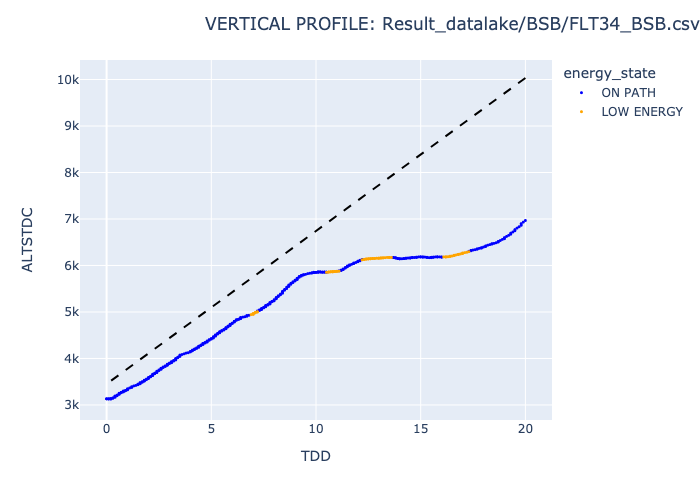 VERTICAL PROFILE: Result_datalake/BSB/FLT34_BSB.csv
energy_state
ON PATH
LOW ENERGY
ALTSTDC
10k
9k
8k
7k
6k
5k
4k
3k
0
5
10
15
20
TDD